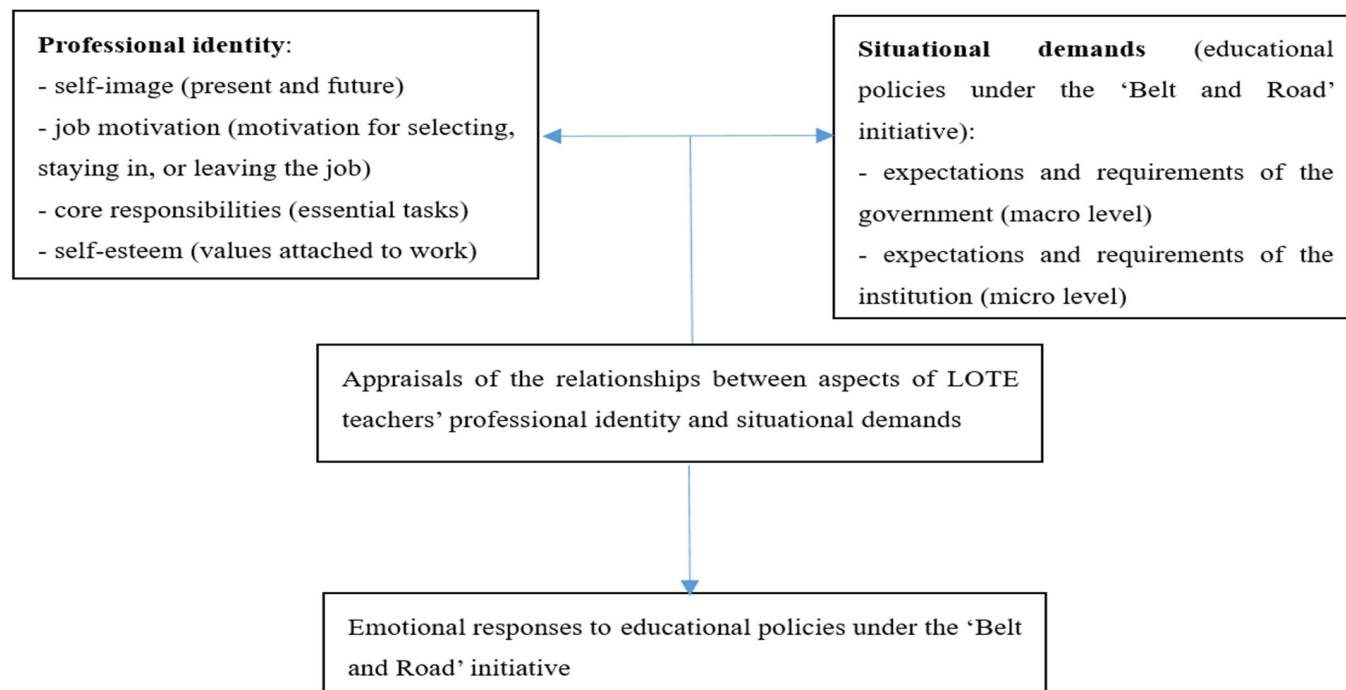 Professional identity:
- self-image (present and future)
- job motivation (motivation for selecting,
staying in, or leaving the job)
- core responsibilities (essential tasks)
- self-esteem (values attached to work)
Situational demands (educational
policies under the ‘Belt and Road’
initiative):
- expectations and requirements of the
government (macro level)
- expectations and requirements of the
institution (micro level)
Appraisals of the relationships between aspects of LOTE
teachers’ professional identity and situational demands
Emotional responses to educational policies under the ‘Belt
and Road’ initiative